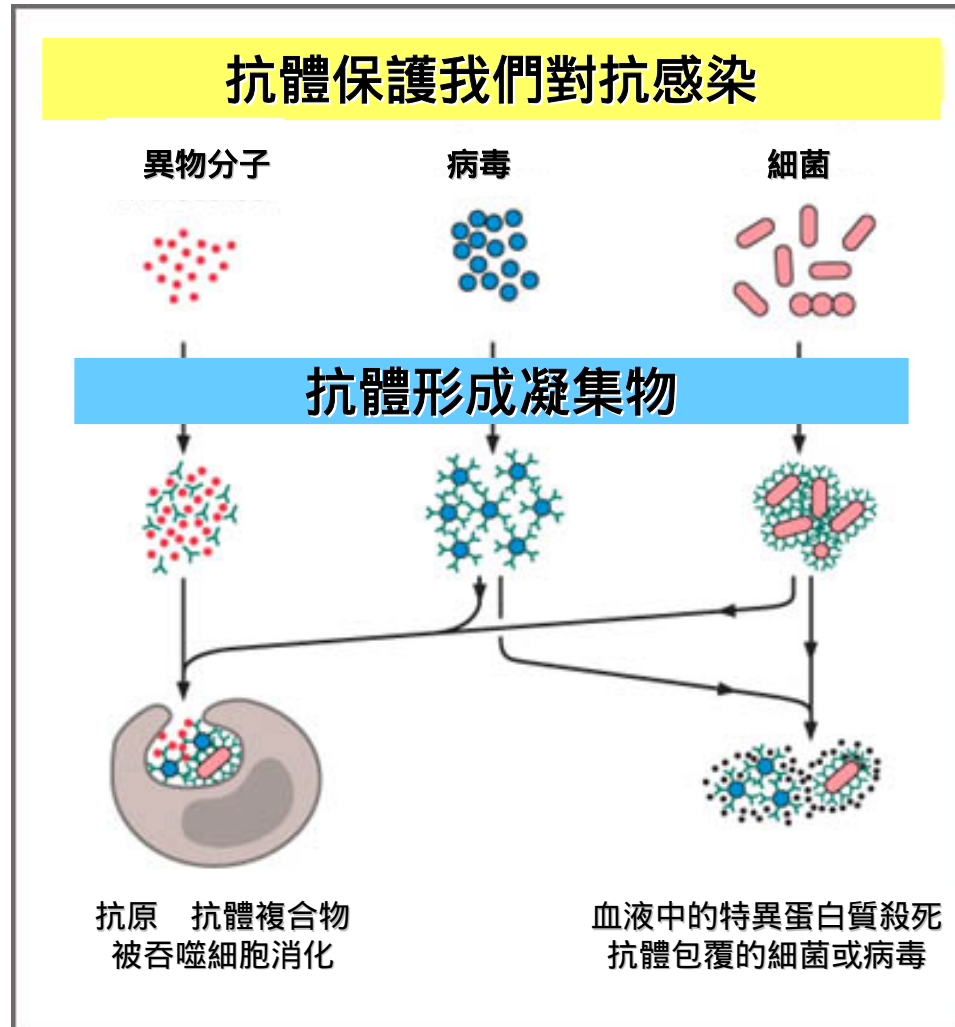 抗體保護我們對抗感染
異物分子
病毒
細菌
抗體形成凝集物
抗原　抗體複合物
被吞噬細胞消化
血液中的特異蛋白質殺死
抗體包覆的細菌或病毒